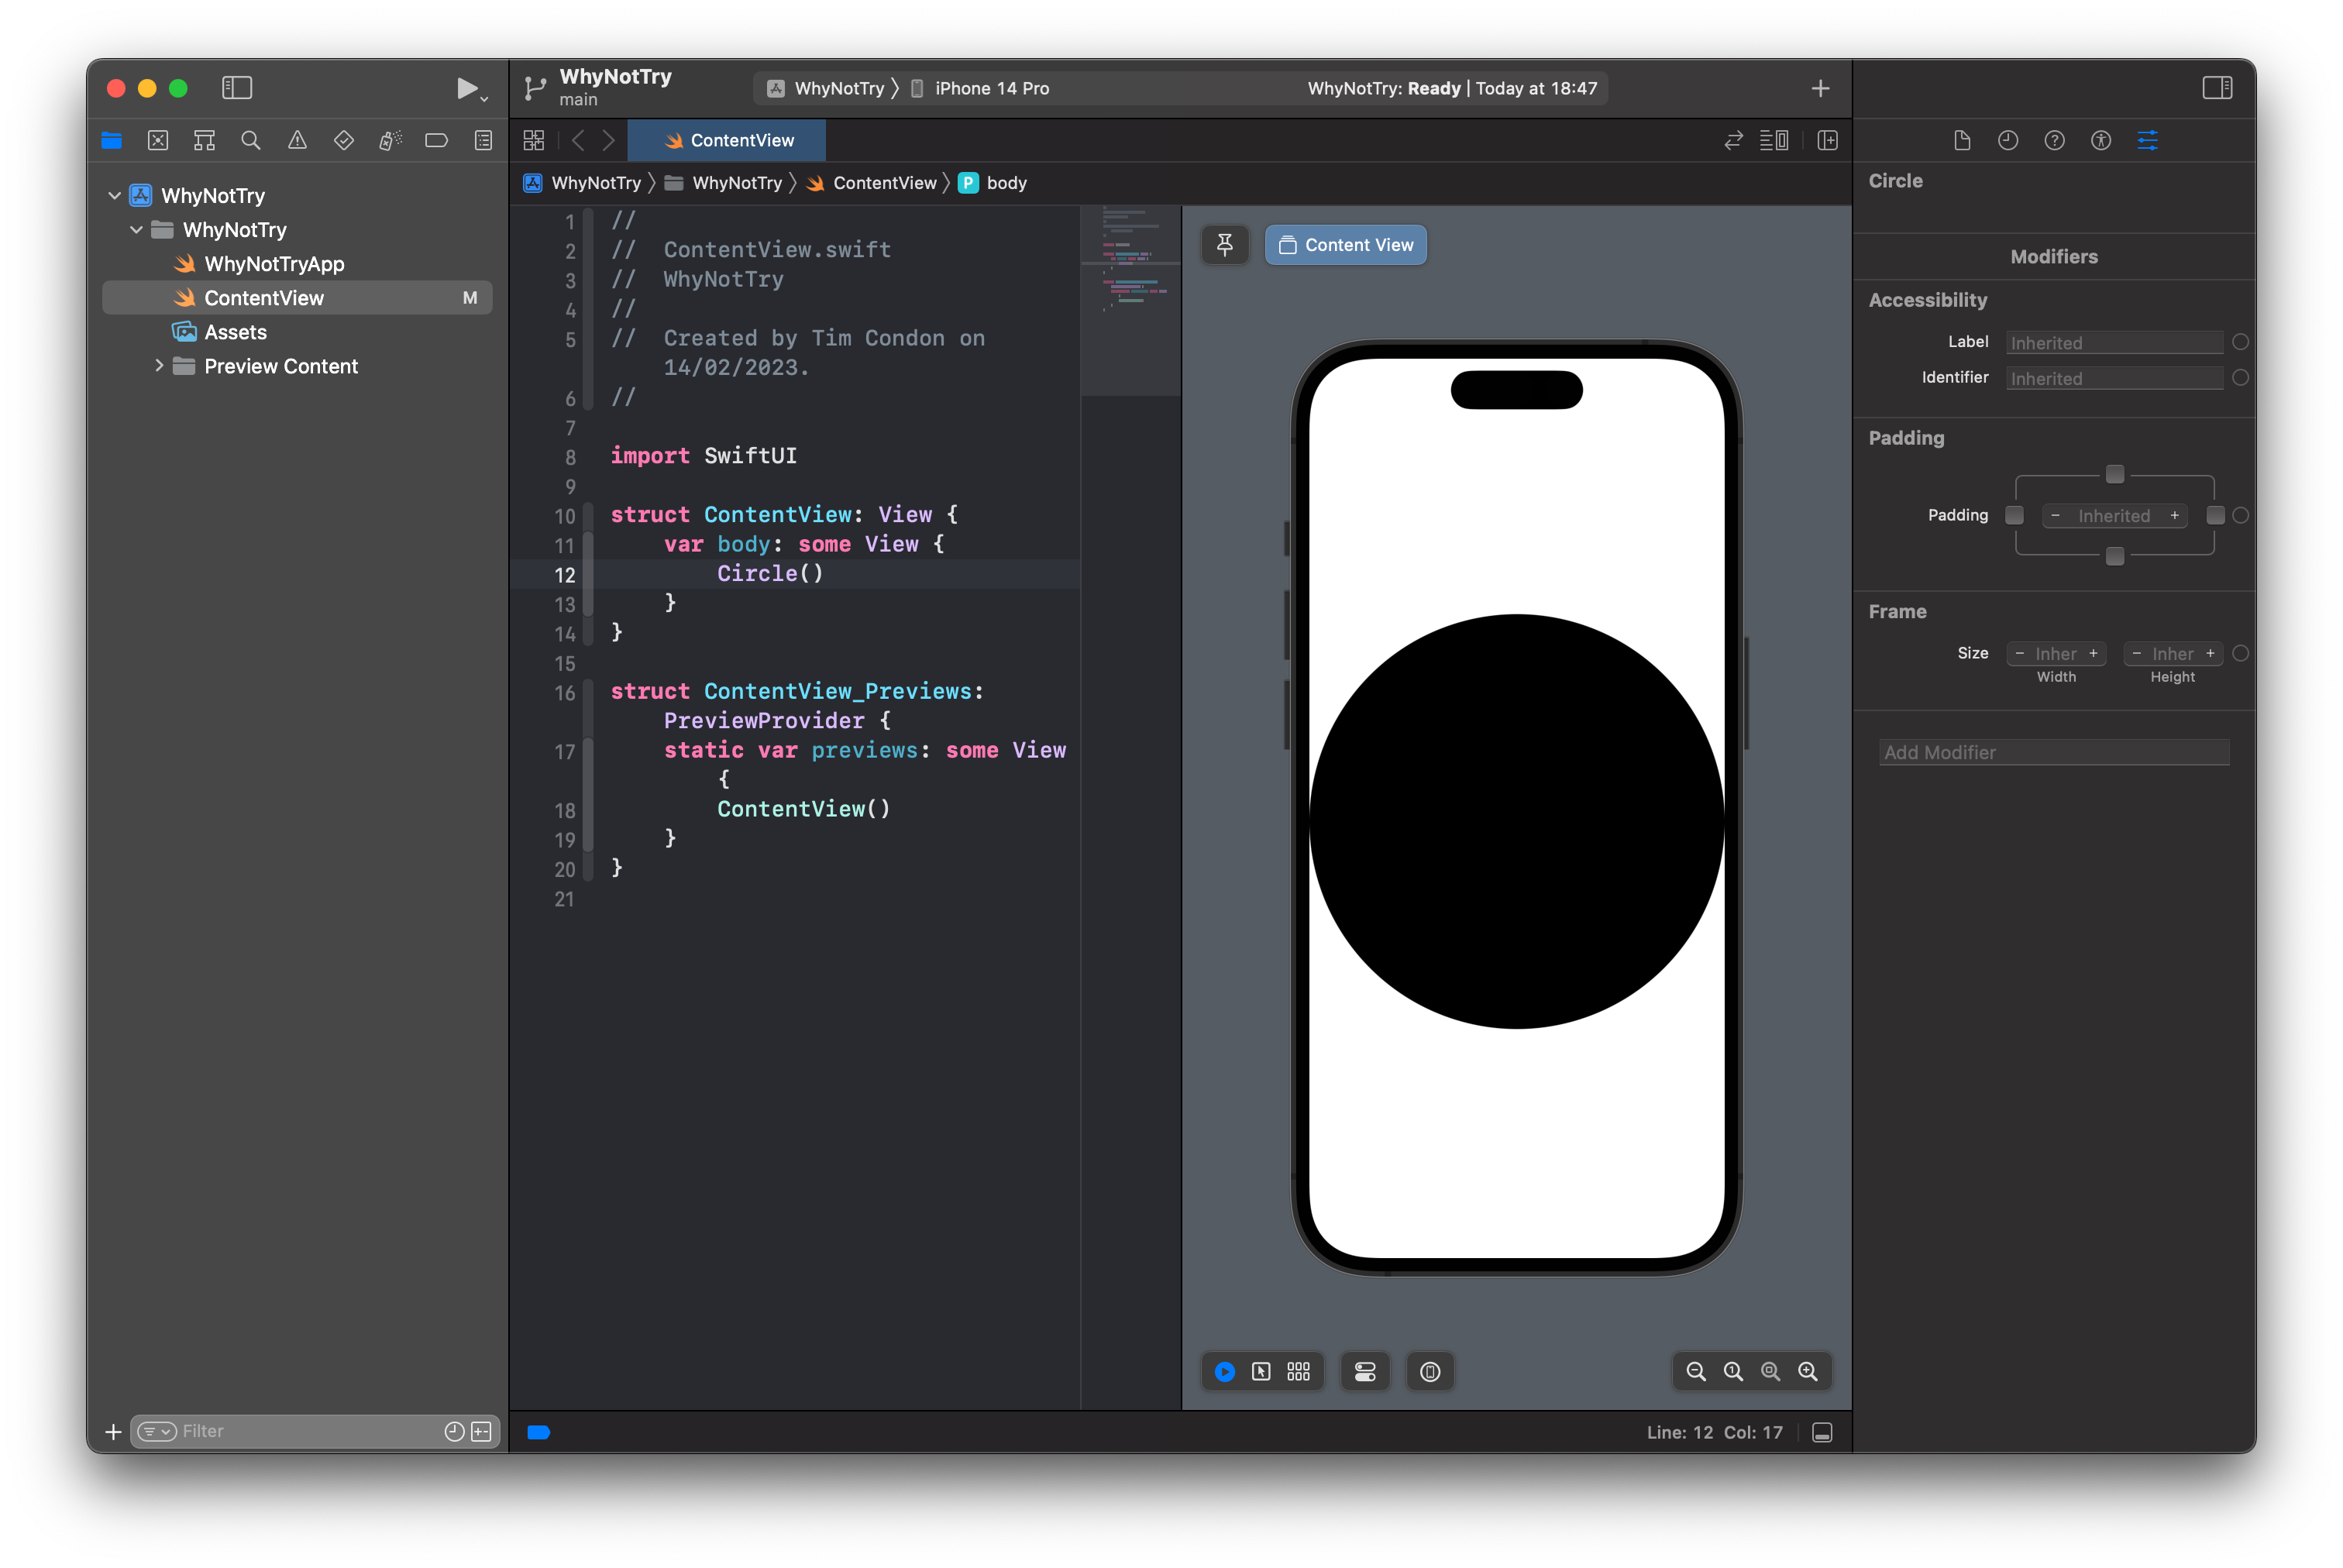 WhyNotTry
main
WhyNotTry
iPhone 14 Pro
WhyNotTry: Ready | Today at 18:47
ContentView
WhyNotTry
WhyNotTry
ContentView
P
body
WhyNotTry
WhyNotTry
WhyNotTryApp
ContentView
M
Assets
Preview Content
Filter
1 //
2 //  ContentView.swift
3 //  WhyNotTry
4 //
5 //  Created by Tim Condon on
14/02/2023.
6 //
7
8 import SwiftUI
9
10 struct ContentView: View {
11     var body: some View {
12         Circle()
13     }
14 }
15
16 struct ContentView_Previews:
PreviewProvider {
17     static var previews: some View
{
18         ContentView()
19     }
20 }
21
Content View
Line: 12  Col: 17
Circle
Modifiers
Accessibility
Label
Inherited
Identifier
Inherited
Padding
Padding
- Inherited +
Frame
Size
- Inher +
- Inher +
Width
Height
Add Modifier